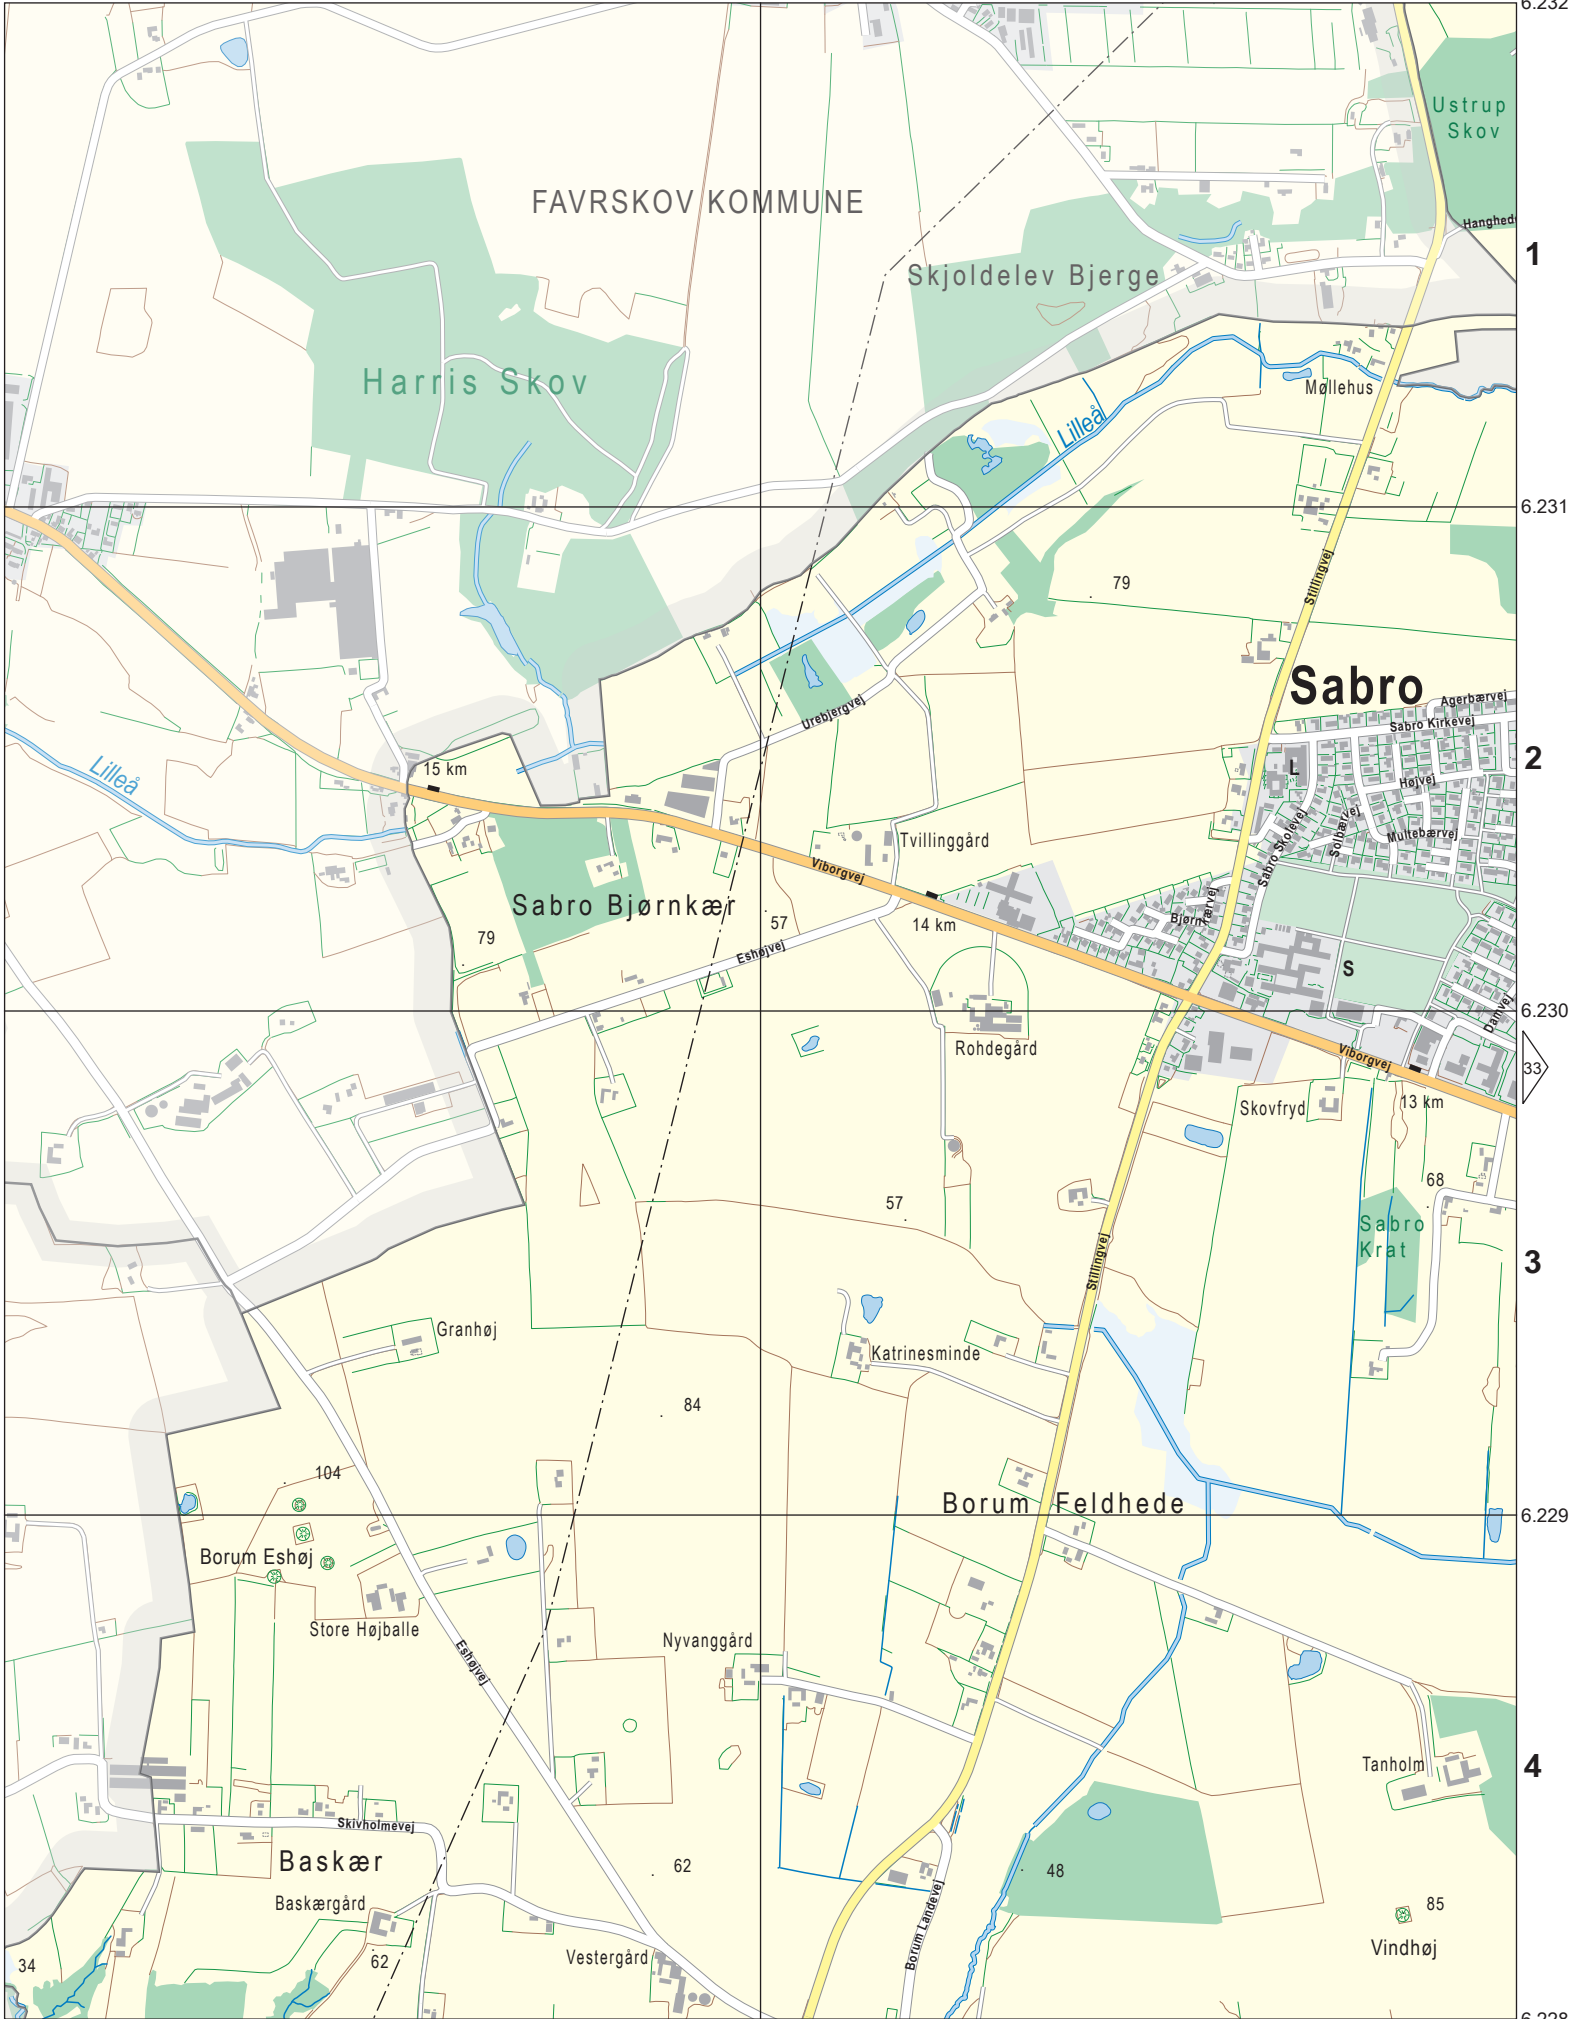 6.232
Ustrup
Skov
FAVRSKOV KOMMUNE
Hanghed
1
Skjoldelev Bjerge
Harris Skov
Møllehus
Lilleå
6.231
Stillingvej
79
Sabro
Agerbærvej
Sabro Kirkevej
Urebjergvej
2
Lilleå
15 km
L
Højvej
Solbærvej
Multebærvej
Sabro Skolevej
Tvillinggård
Viborgvej
Sabro Bjørnkær
57
14 km
Bjørnkærvej
79
Eshøjvej
S
Damvej
6.230
Rohdegård
Viborgvej
33
Skovfryd
13 km
68
57
Sabro
Krat
Stillingvej
3
Granhøj
Katrinesminde
84
104
Borum Feldhede
6.229
Borum Eshøj
Store Højballe
Eshøjvej
Nyvanggård
Tanholm
4
Skivholmevej
Baskær
62
48
Baskærgård
85
Borum Landevej
Vindhøj
34
62
Vestergård
6.228